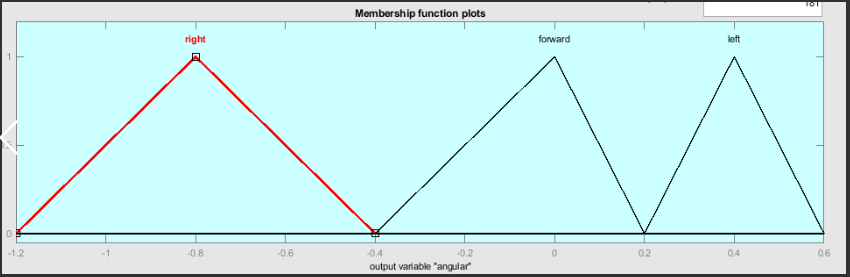 181
Membership function plots
right forward left
1
0
-1.2 -1 -0.8 -0.6 -0.4 -0.2 0 0.2 0.4 0.6
output variable "angular"